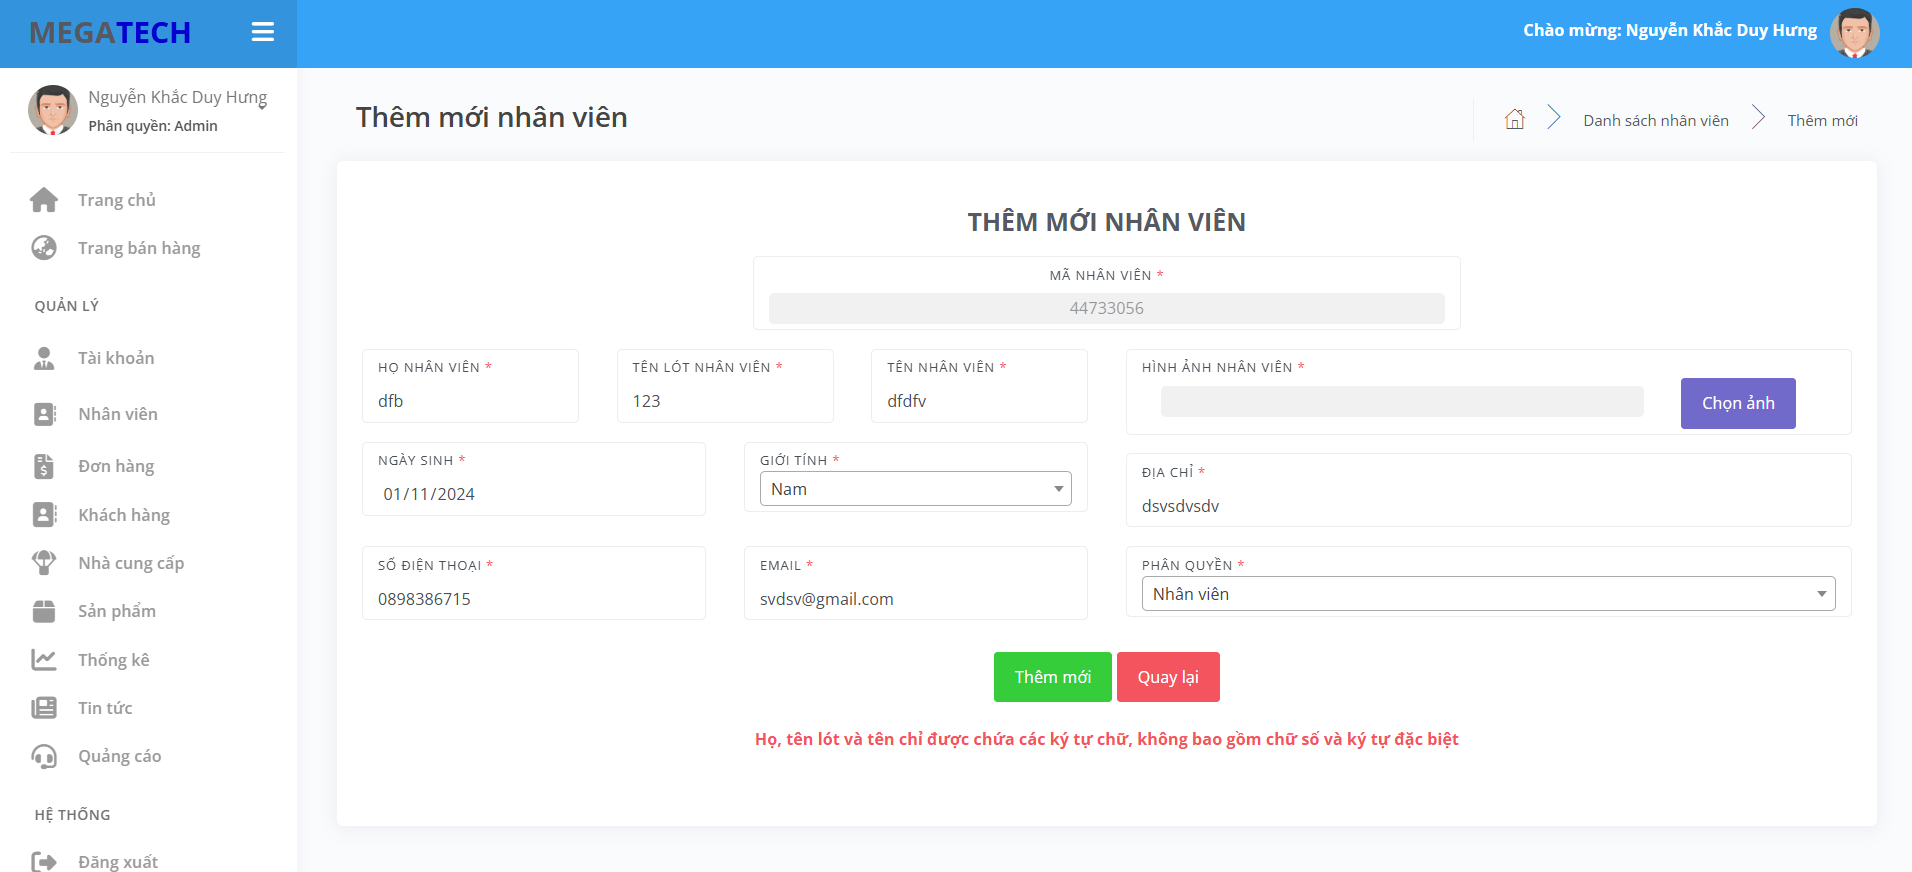 MEGATECH
Chào mừng: Nguyễn Khắc Duy Hưng
Nguyễn Khắc Duy Hưng
Phân quyền: Admin
Trang chủ
Trang bán hàng
QUẢN LÝ
Tài khoản
Nhân viên
Đơn hàng
Khách hàng
Nhà cung cấp
Sản phẩm
Thống kê
Tin tức
Quảng cáo
HỆ THỐNG
Đăng xuất
Thêm mới nhân viên
Danh sách nhân viên
Thêm mới
THÊM MỚI NHÂN VIÊN
MÃ NHÂN VIÊN *
44733056
HỌ NHÂN VIÊN *
dfb
TÊN LÓT NHÂN VIÊN *
123
TÊN NHÂN VIÊN *
dfdfv
HÌNH ẢNH NHÂN VIÊN *
Chọn ảnh
NGÀY SINH *
01/11/2024
GIỚI TÍNH *
Nam
ĐỊA CHỈ *
dsvsdvsdv
SỐ ĐIỆN THOẠI *
0898386715
EMAIL *
svdsv@gmail.com
PHÂN QUYỀN *
Nhân viên
Thêm mới
Quay lại
Họ, tên lót và tên chỉ được chứa các ký tự chữ, không bao gồm chữ số và ký tự đặc biệt